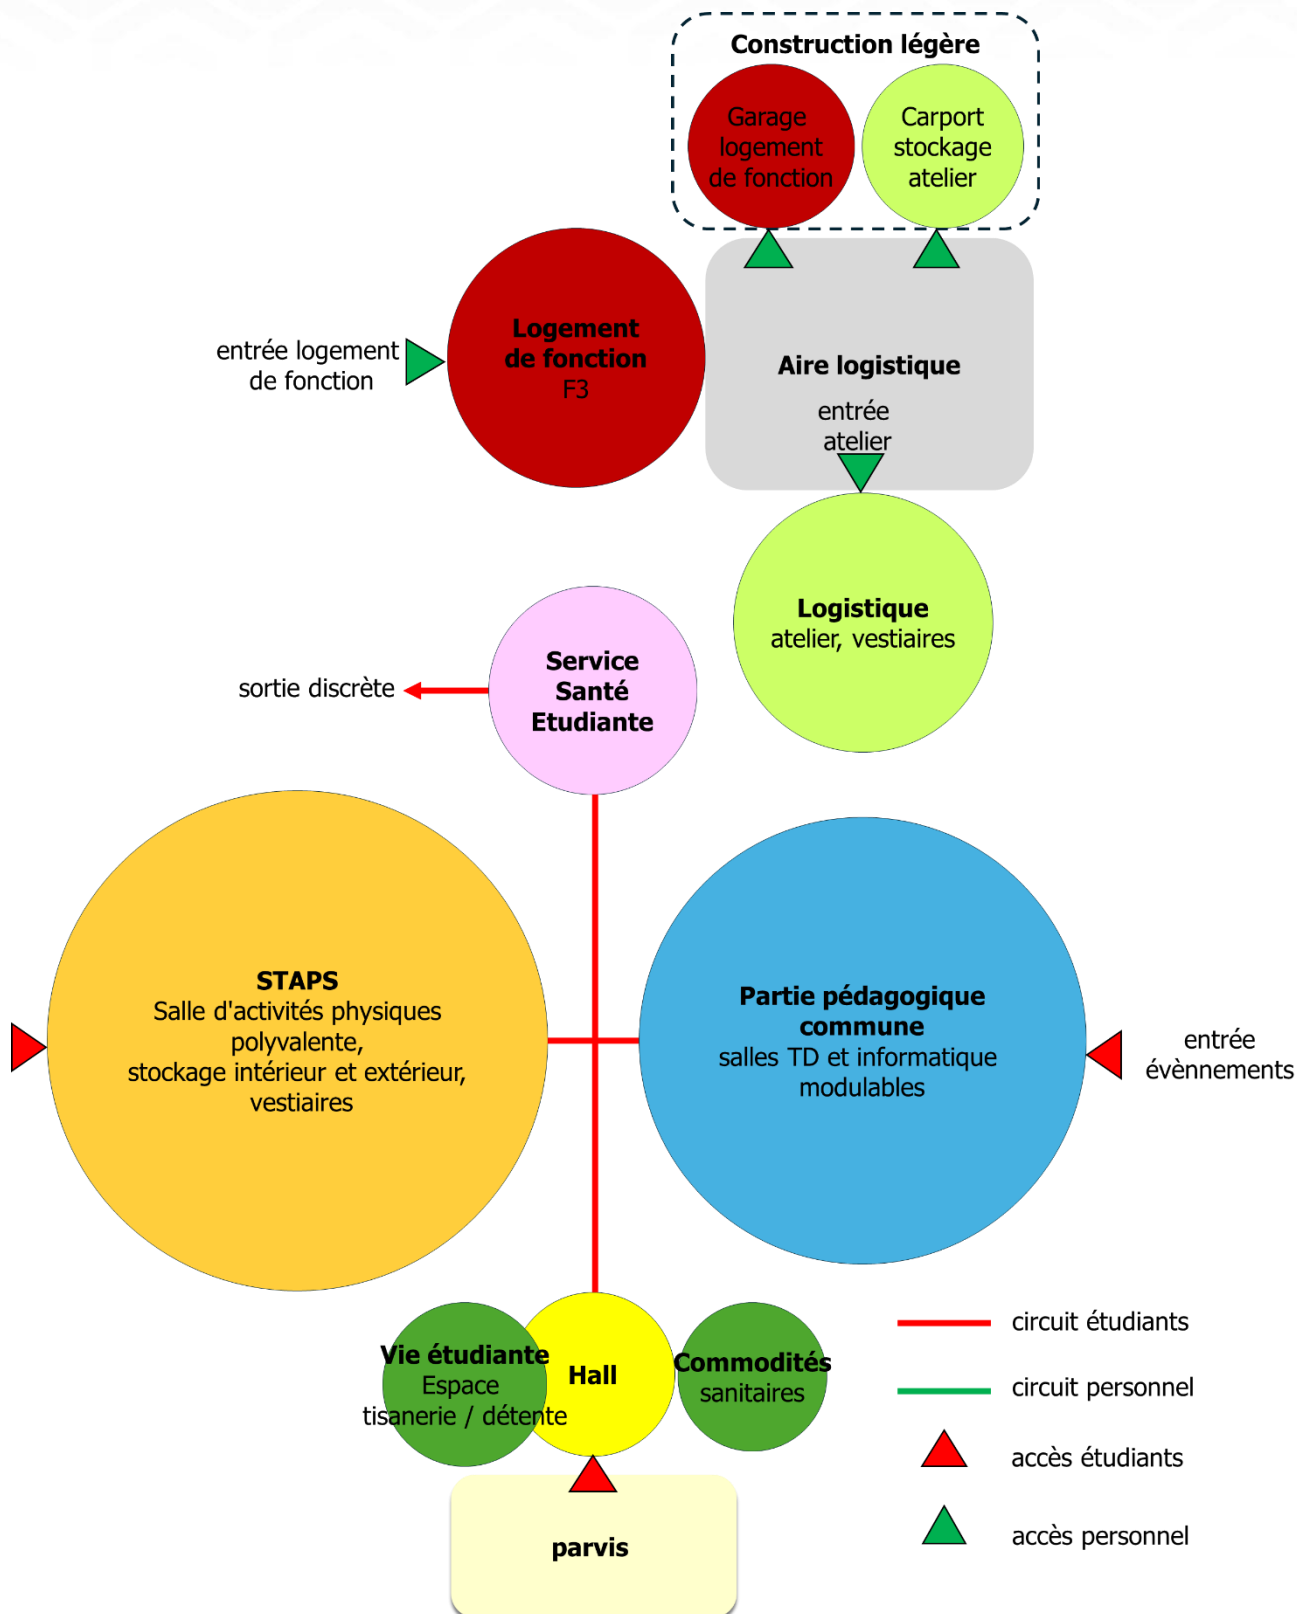 Construction légère
Garage
logement
de fonction
Carport
stockage
atelier
entrée logement
de fonction
Logement
de fonction
F3
Aire logistique
entrée
atelier
Logistique
atelier, vestiaires
Service
Santé
Etudiante
sortie discrète
STAPS
Salle d'activités physiques
polyvalente,
stockage intérieur et extérieur,
vestiaires
Partie pédagogique
commune
salles TD et informatique
modulables
entrée
évènnements
Vie étudiante
Espace
tisanerie / détente
Hall
Commodités
sanitaires
parvis
circuit étudiants
circuit personnel
accès étudiants
accès personnel